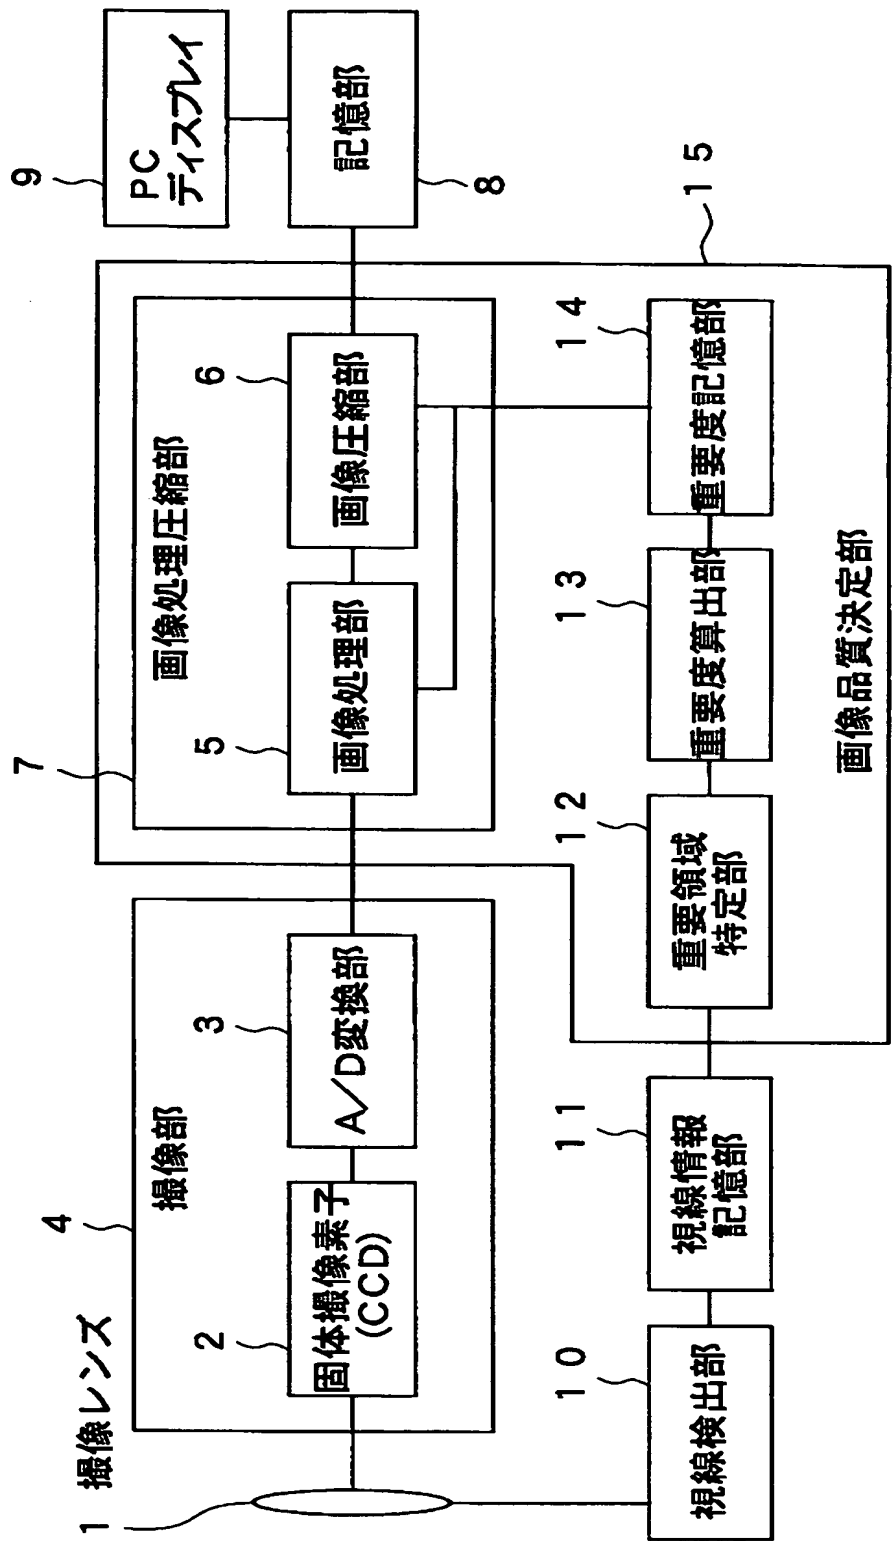 1 撮像レンズ
4
撮像部
2
固体撮像素子
(CCD)
3
A/D変換部
7
画像処理圧縮部
5
画像処理部
6
画像圧縮部
8
記憶部
9
PC
ディスプレイ
10
視線検出部
11
視線情報
記憶部
12
重要領域
特定部
13
重要度算出部
14
重要度記憶部
15
画像品質決定部